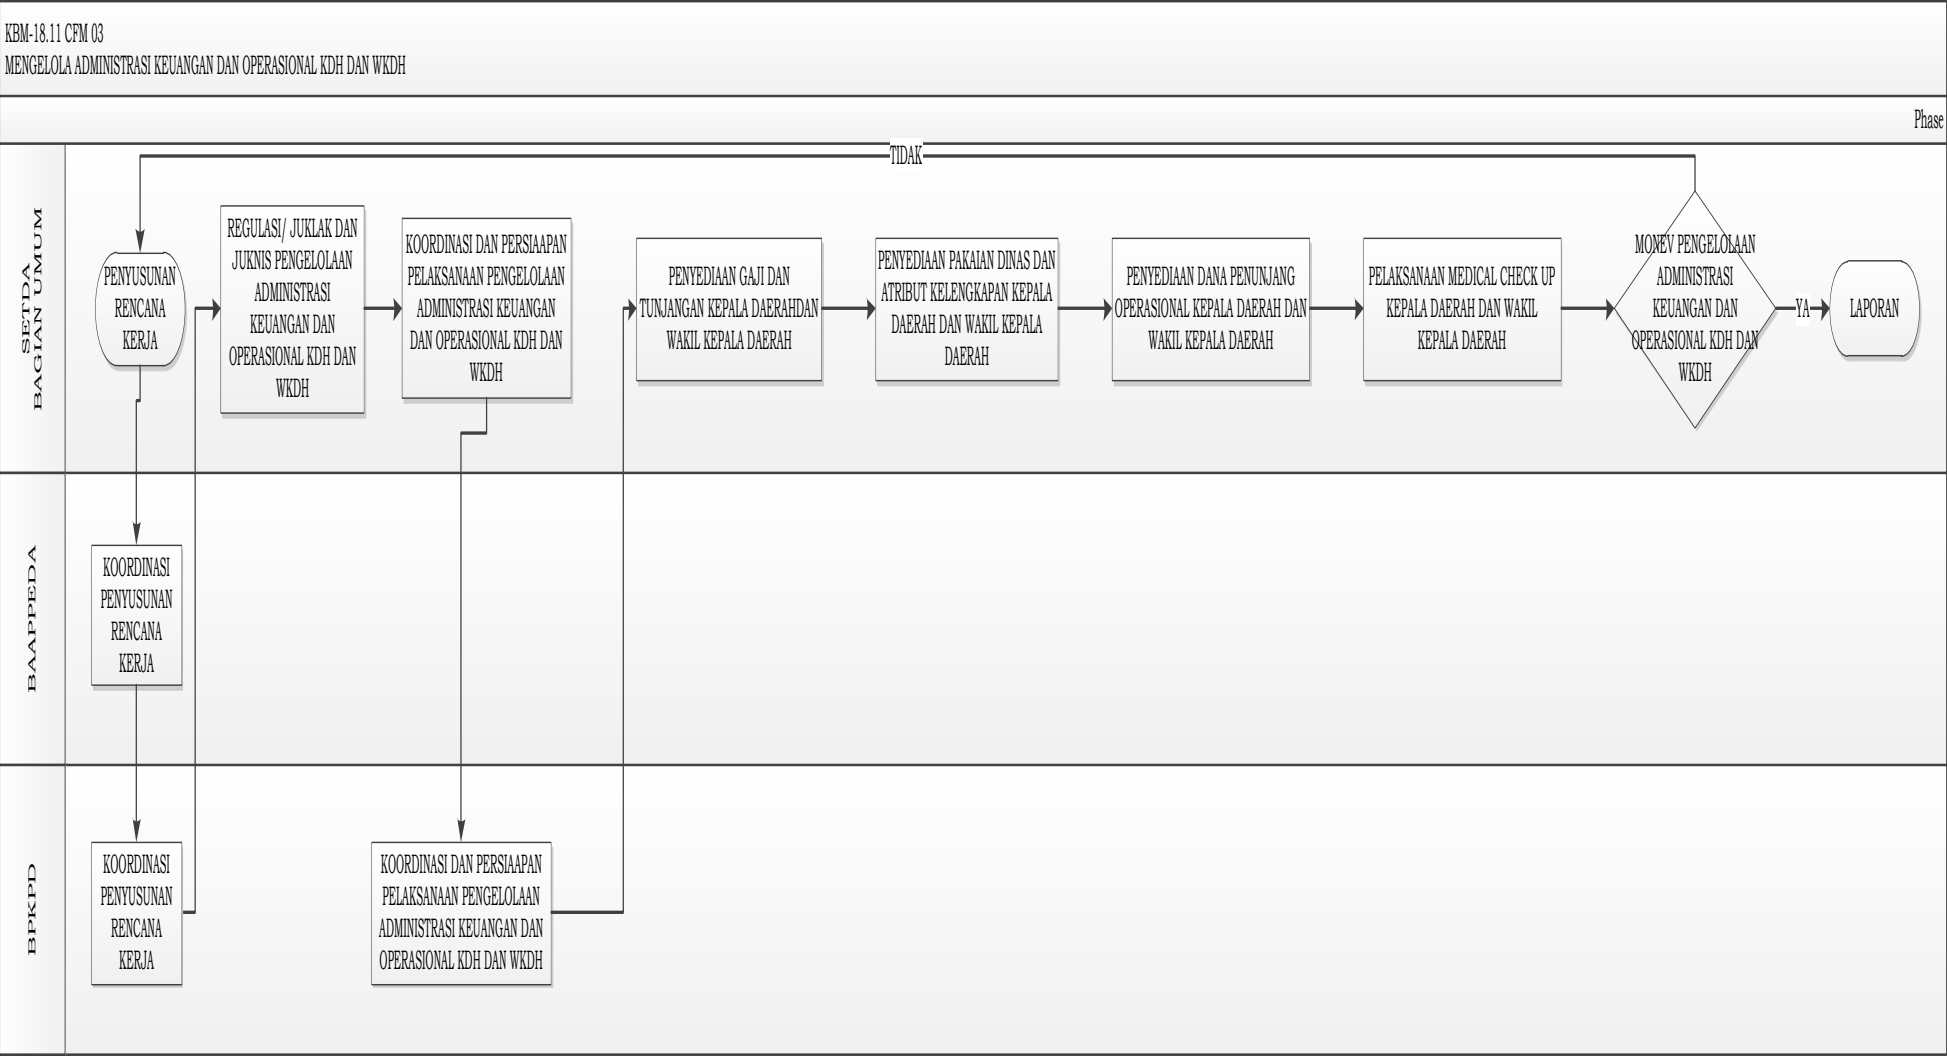 KBM-18.11 CFM 03
MENGELOLA ADMINISTRASI KEUANGAN DAN OPERASIONAL KDH DAN WKDH
Phase
TIDAK
SETDA
BAGIAN UMUM
PENYUSUNAN
RENCANA
KERJA
REGULASI/ JUKLAK DAN
JUKNIS PENGELOLAAN
ADMINISTRASI
KEUANGAN DAN
OPERASIONAL KDH DAN
WKDH
KOORDINASI DAN PERSIAAPAN
PELAKSANAAN PENGELOLAAN
ADMINISTRASI KEUANGAN
DAN OPERASIONAL KDH DAN
WKDH
PENYEDIAAN GAJI DAN
TUNJANGAN KEPALA DAERAHDAN
WAKIL KEPALA DAERAH
PENYEDIAAN PAKAIAN DINAS DAN
ATRIBUT KELENGKAPAN KEPALA
DAERAH DAN WAKIL KEPALA
DAERAH
PENYEDIAAN DANA PENUNJANG
OPERASIONAL KEPALA DAERAH DAN
WAKIL KEPALA DAERAH
PELAKSANAAN MEDICAL CHECK UP
KEPALA DAERAH DAN WAKIL
KEPALA DAERAH
MONEV PENGELOLAAN
ADMINISTRASI
KEUANGAN DAN
OPERASIONAL KDH DAN
WKDH
YA
LAPORAN
BAAPPEDA
KOORDINASI
PENYUSUNAN
RENCANA
KERJA
BPKPD
KOORDINASI
PENYUSUNAN
RENCANA
KERJA
KOORDINASI DAN PERSIAAPAN
PELAKSANAAN PENGELOLAAN
ADMINISTRASI KEUANGAN DAN
OPERASIONAL KDH DAN WKDH